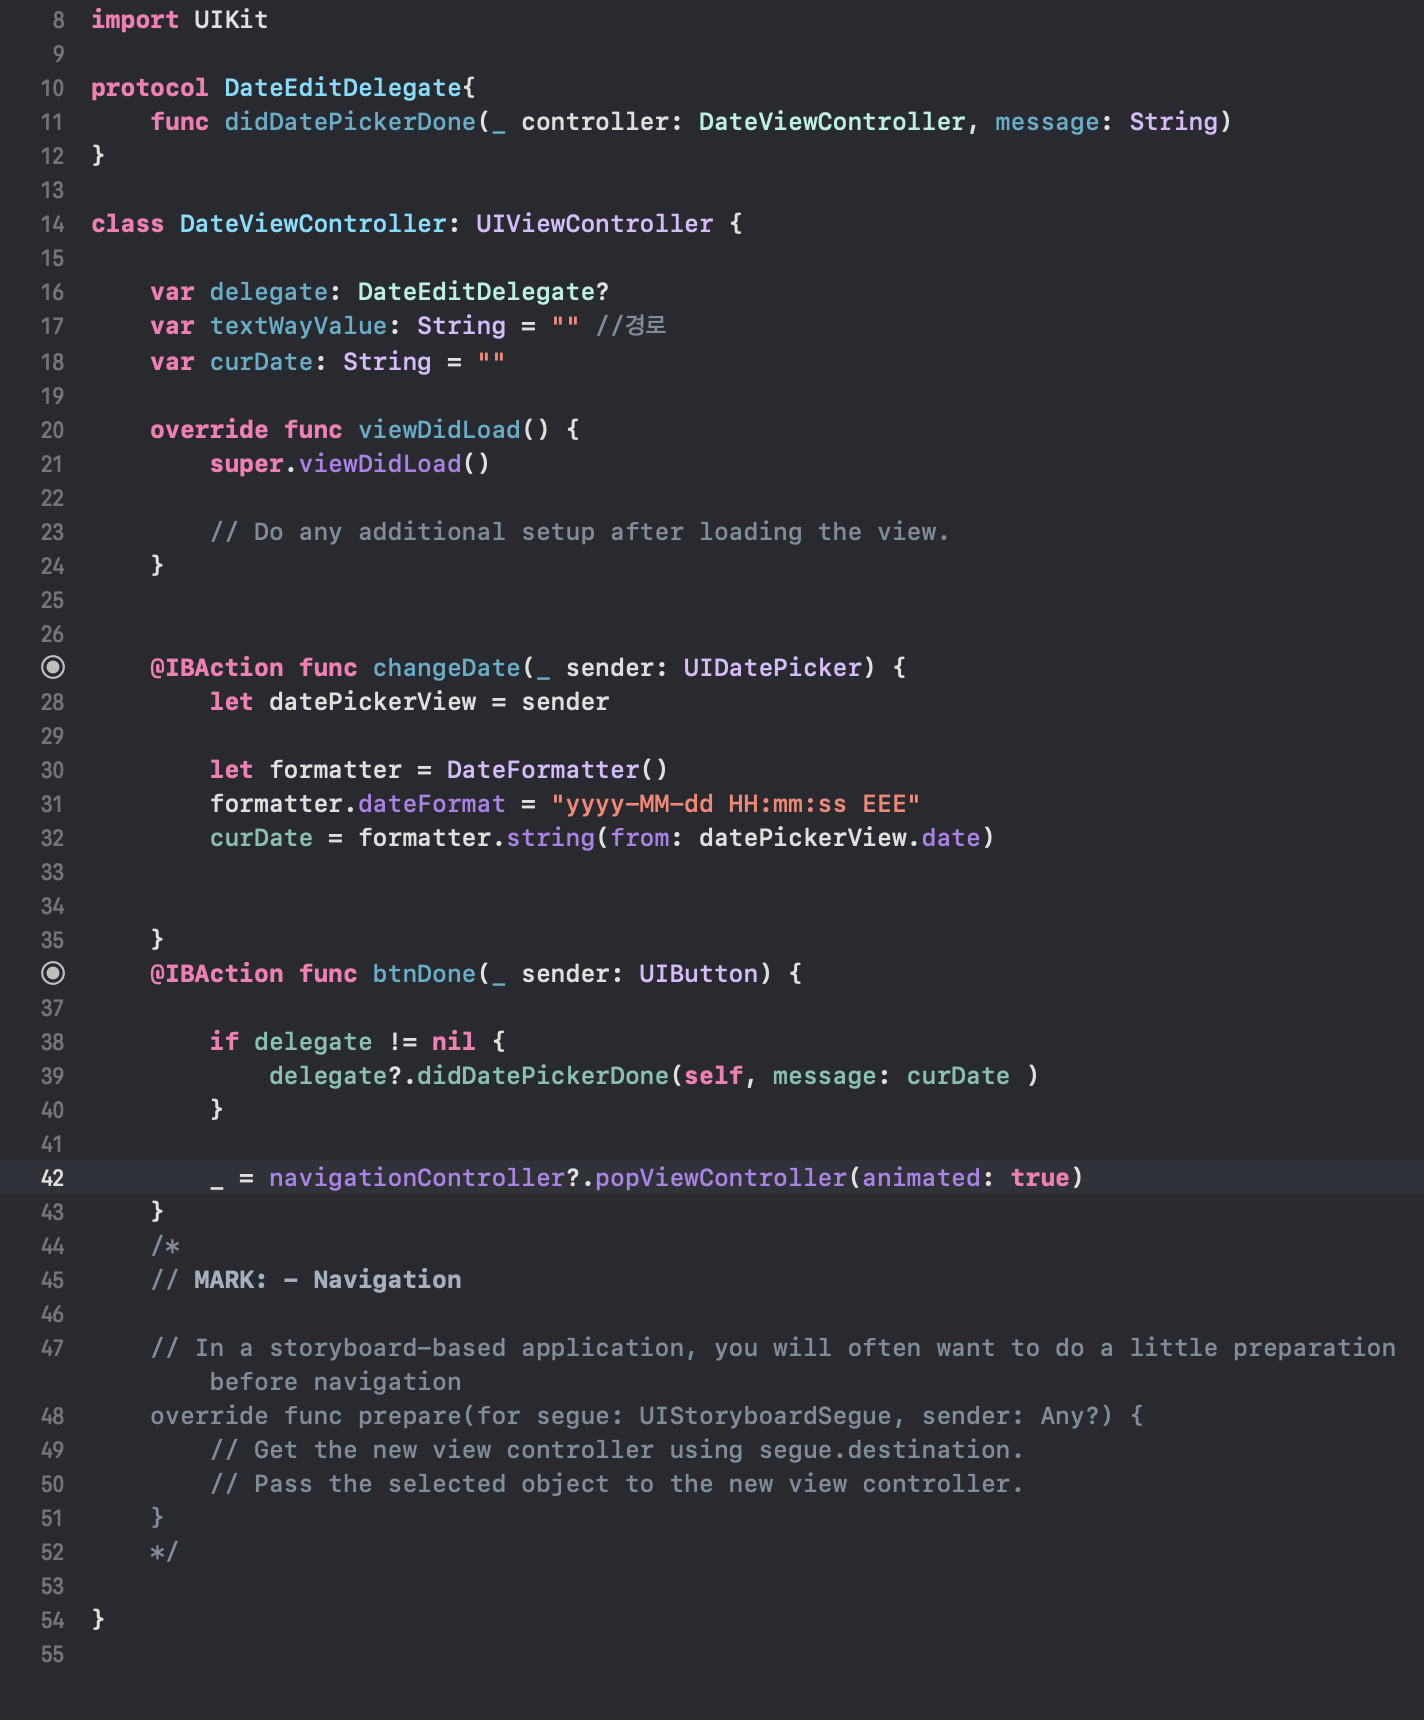 8 import UIKit
9
10 protocol DateEditDelegate{
11     func didDatePickerDone(_ controller: DateViewController, message: String)
12 }
13
14 class DateViewController: UIViewController {
15
16     var delegate: DateEditDelegate?
17     var textWayValue: String = "" //경로
18     var curDate: String = ""
19
20     override func viewDidLoad() {
21         super.viewDidLoad()
22
23         // Do any additional setup after loading the view.
24     }
25
26
    @IBAction func changeDate(_ sender: UIDatePicker) {
28         let datePickerView = sender
29
30         let formatter = DateFormatter()
31         formatter.dateFormat = "yyyy-MM-dd HH:mm:ss EEE"
32         curDate = formatter.string(from: datePickerView.date)
33
34
35     }
    @IBAction func btnDone(_ sender: UIButton) {
37
38         if delegate != nil {
39             delegate?.didDatePickerDone(self, message: curDate )
40         }
41
42         _ = navigationController?.popViewController(animated: true)
43     }
44     /*
45     // MARK: - Navigation
46
47     // In a storyboard-based application, you will often want to do a little preparation
        before navigation
48     override func prepare(for segue: UIStoryboardSegue, sender: Any?) {
49         // Get the new view controller using segue.destination.
50         // Pass the selected object to the new view controller.
51     }
52     */
53
54 }
55